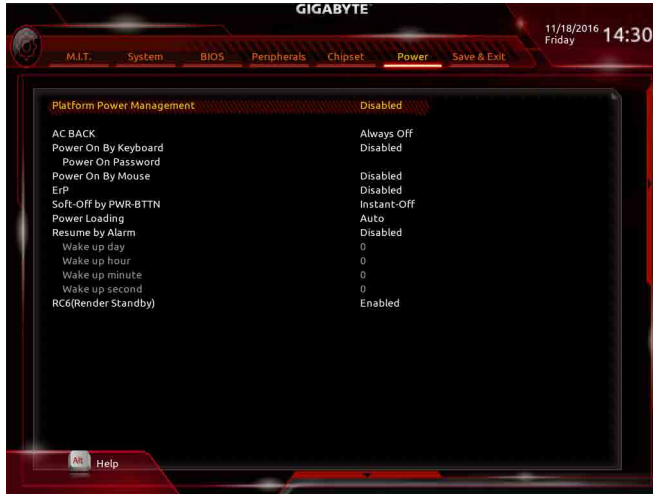 GIGABYTE
11/18/2016 14:30
Friday
M.I.T. System BIOS Peripherals Chipset Power Save & Exit
Platform Power Management Disabled
AC BACK Always Off
Power On By Keyboard Disabled
Power On Password
Power On By Mouse Disabled
ErP Disabled
Soft-Off by PWR-BTTN Instant-Off
Power Loading Auto
Resume by Alarm Disabled
Wake up day 0
Wake up hour 0
Wake up minute 0
Wake up second 0
RC6(Render Standby) Enabled
Alt Help